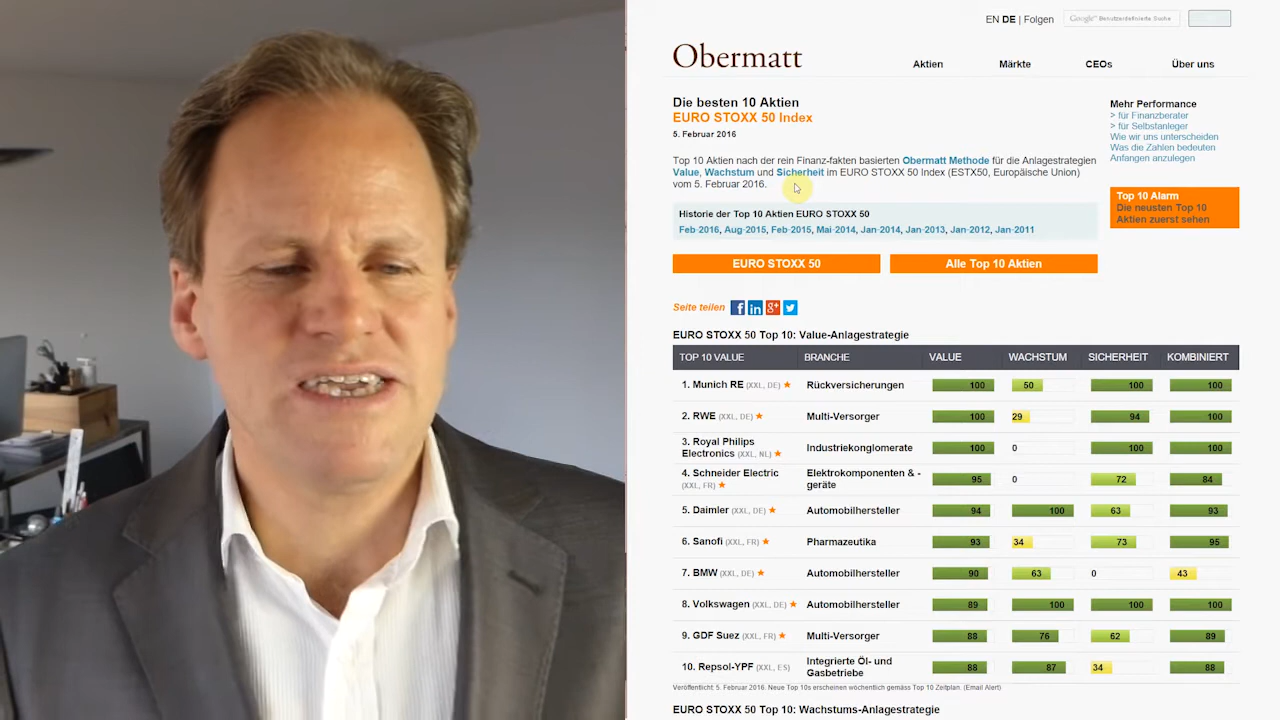 EN DE | Folgen
Google Benutzerdefinierte Suche
Obermatt
Aktien Märkte CEOs Über uns
Die besten 10 Aktien
EURO STOXX 50 Index
5. Februar 2016
Top 10 Aktien nach der rein Finanz-fakten basierten Obermatt Methode für die Anlagestrategien
Value, Wachstum und Sicherheit im EURO STOXX 50 Index (ESTX50, Europäische Union)
vom 5. Februar 2016.
Historie der Top 10 Aktien EURO STOXX 50
Feb-2016, Aug-2015, Feb-2015, Mai-2014, Jan-2014, Jan-2013, Jan-2012, Jan-2011
EURO STOXX 50 Alle Top 10 Aktien
Mehr Performance
> für Finanzberater
> für Selbstanleger
Wie wir uns unterscheiden
Was die Zahlen bedeuten
Anfangen anzulegen
Top 10 Alarm
Die neusten Top 10
Aktien zuerst sehen
Seite teilen
EURO STOXX 50 Top 10: Value-Anlagestrategie
TOP 10 VALUE BRANCHE VALUE WACHSTUM SICHERHEIT KOMBINIERT
1. Munich RE (XXL, DE) Rückversicherungen 100 50 100 100
2. RWE (XXL, DE) Multi-Versorger 100 29 94 100
3. Royal Philips
Electronics (XXL, NL) Industriekonglomerate 100 0 100 100
4. Schneider Electric
(XXL, FR) Elektrokomponenten & -
geräte 95 0 72 84
5. Daimler (XXL, DE) Automobilhersteller 94 100 63 93
6. Sanofi (XXL, FR) Pharmazeutika 93 34 73 95
7. BMW (XXL, DE) Automobilhersteller 90 63 0 43
8. Volkswagen (XXL, DE) Automobilhersteller 89 100 100 100
9. GDF Suez (XXL, FR) Multi-Versorger 88 76 62 89
10. Repsol-YPF (XXL, ES) Integrierte Öl- und
Gasbetriebe 88 87 34 88
Veröffentlicht: 5. Februar 2016. Neue Top 10s erscheinen wöchentlich gemäss Top 10 Zeitplan. (Email Alert)
EURO STOXX 50 Top 10: Wachstums-Anlagestrategie